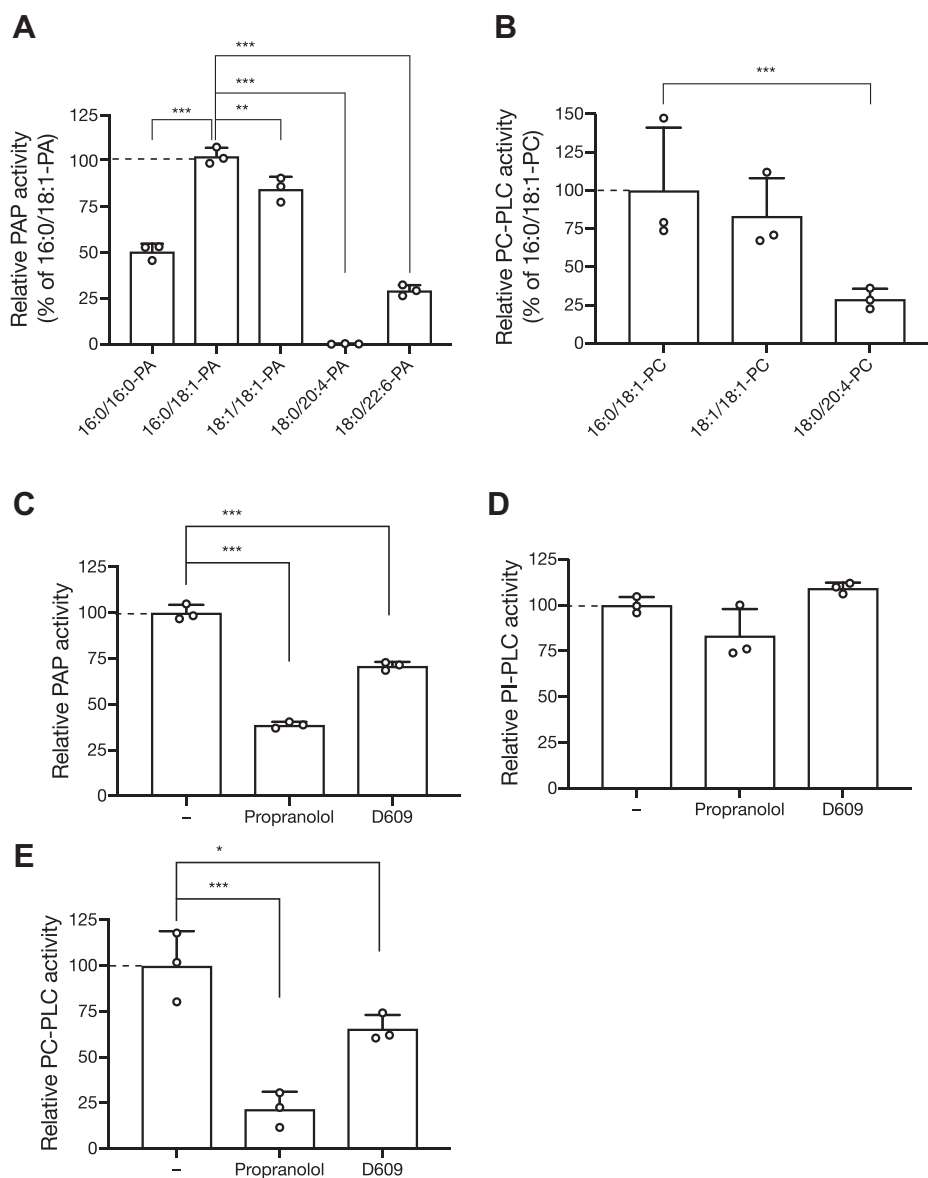 A
***
***
***
**
Relative PAP activity
(% of 16:0/18:1-PA)
125
100
75
50
25
0
16:0/16:0-PA
16:0/18:1-PA
18:1/18:1-PA
18:0/20:4-PA
18:0/22:6-PA
B
***
Relative PC-PLC activity
(% of 16:0/18:1-PC)
150
125
100
75
50
25
0
16:0/18:1-PC
18:1/18:1-PC
18:0/20:4-PC
C
***
***
Relative PAP activity
125
100
75
50
25
0
– Propranolol D609
D
Relative PI-PLC activity
125
100
75
50
25
0
– Propranolol D609
E
*
***
Relative PC-PLC activity
125
100
75
50
25
0
– Propranolol D609